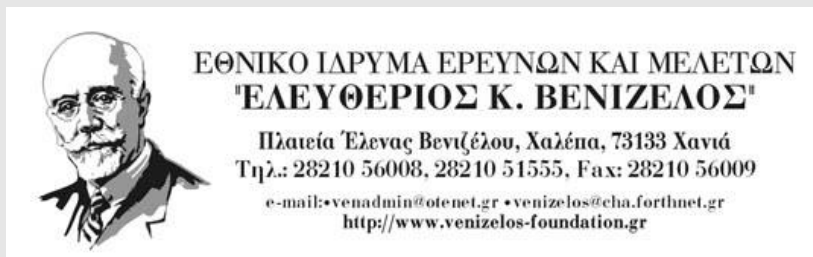 ΕΘΝΙΚΟ ΙΔΡΥΜΑ ΕΡΕΥΝΩΝ ΚΑΙ ΜΕΛΕΤΩΝ
"ΕΛΕΥΘΕΡΙΟΣ Κ. ΒΕΝΙΖΕΛΟΣ"
Πλατεία Έλενας Βενιζέλου, Χαλέπα, 73133 Χανιά
Τηλ.: 28210 56008, 28210 51555, Fax: 28210 56009
e-mail:•venadmin@otenet.gr •venizelos@cha.forthnet.gr
http://www.venizelos-foundation.gr